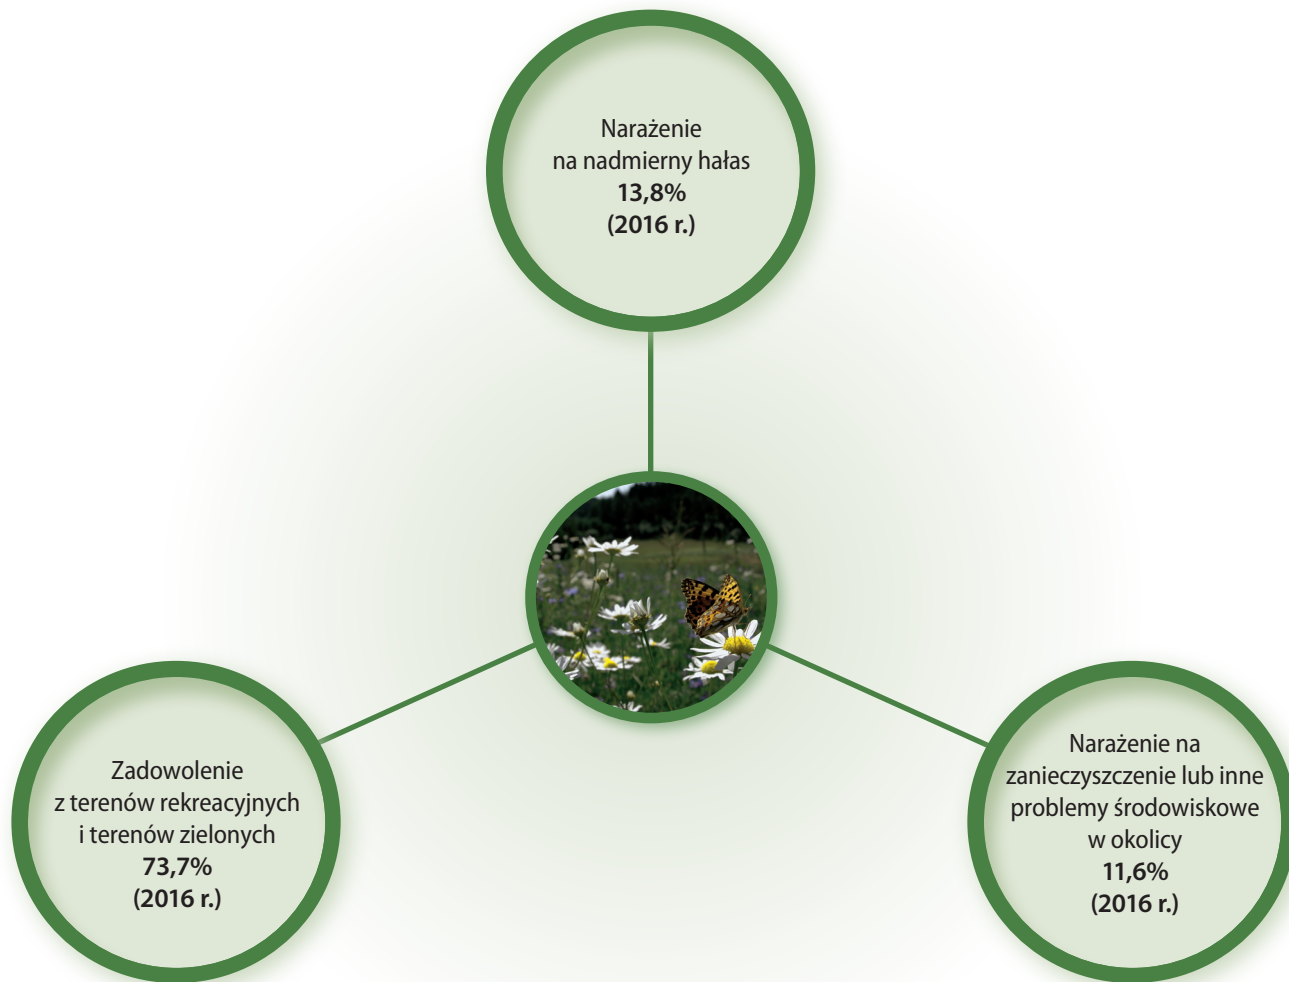 Narażenie
na nadmierny hałas
13,8%
(2016 r.)
Zadowolenie
z terenów rekreacyjnych
i terenów zielonych
73,7%
(2016 r.)
Narażenie na
zanieczyszczenie lub inne
problemy środowiskowe
w okolicy
11,6%
(2016 r.)